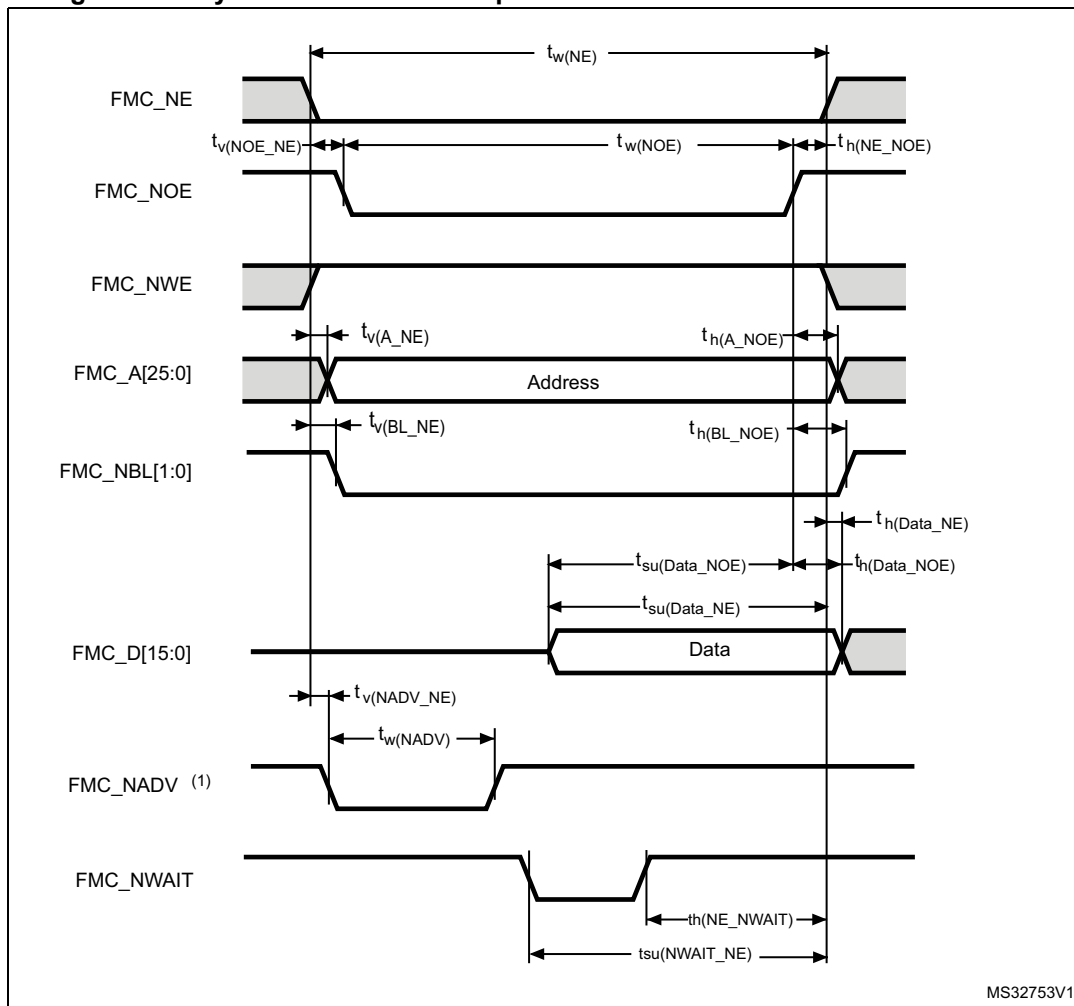 tw(NE)
FMC_NE
tv(NOE_NE)
tw(NOE)
th(NE_NOE)
FMC_NOE
FMC_NWE
tv(A_NE)
th(A_NOE)
FMC_A[25:0]
Address
tv(BL_NE)
th(BL_NOE)
FMC_NBL[1:0]
th(Data_NE)
tsu(Data_NOE)
th(Data_NOE)
tsu(Data_NE)
FMC_D[15:0]
Data
tv(NADV_NE)
tw(NADV)
FMC_NADV (1)
FMC_NWAIT
th(NE_NWAIT)
tsu(NWAIT_NE)
MS32753V1